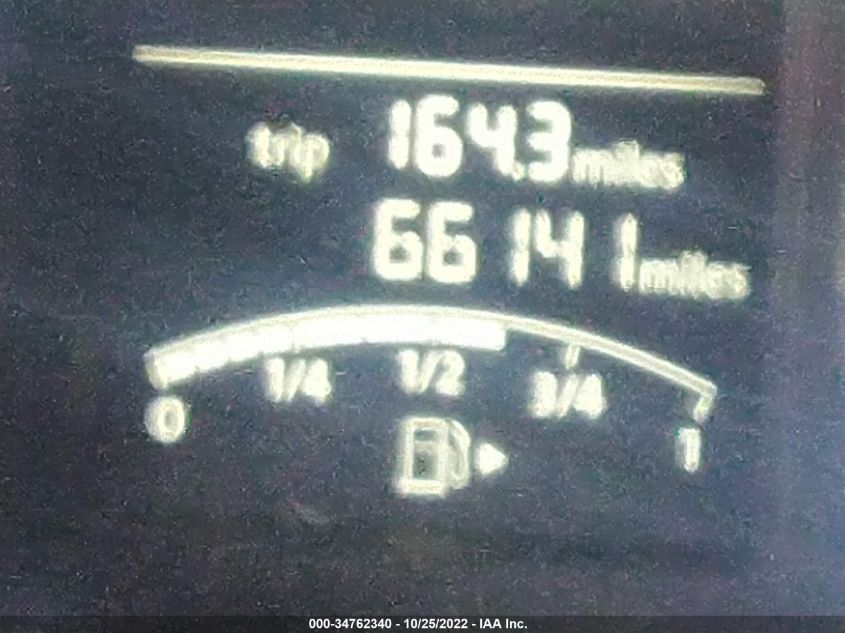 trip 164.3 miles
66141 miles
1/4 1/2 3/4
0 1
000-34762340 - 10/25/2022 - IAA Inc.